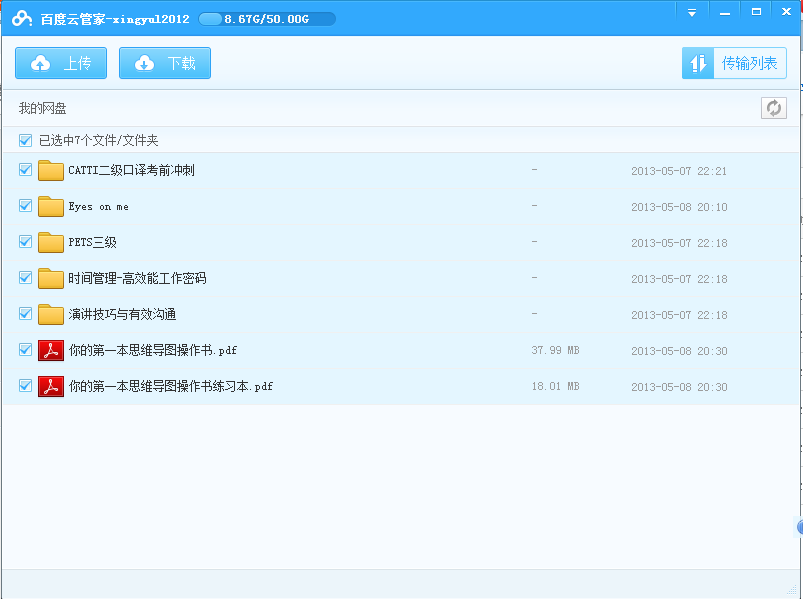 百度云管家-xingyul2012 8.67G/50.00G
上传 下载 传输列表
我的网盘
已选中7个文件/文件夹
CATTI二级口译考前冲刺 - 2013-05-07 22:21
Eyes on me - 2013-05-08 20:10
PETS三级 - 2013-05-07 22:18
时间管理-高效能工作密码 - 2013-05-07 22:18
演讲技巧与有效沟通 - 2013-05-07 22:18
你的第一本思维导图操作书.pdf 37.99 MB 2013-05-08 20:30
你的第一本思维导图操作书练习本.pdf 18.01 MB 2013-05-08 20:30